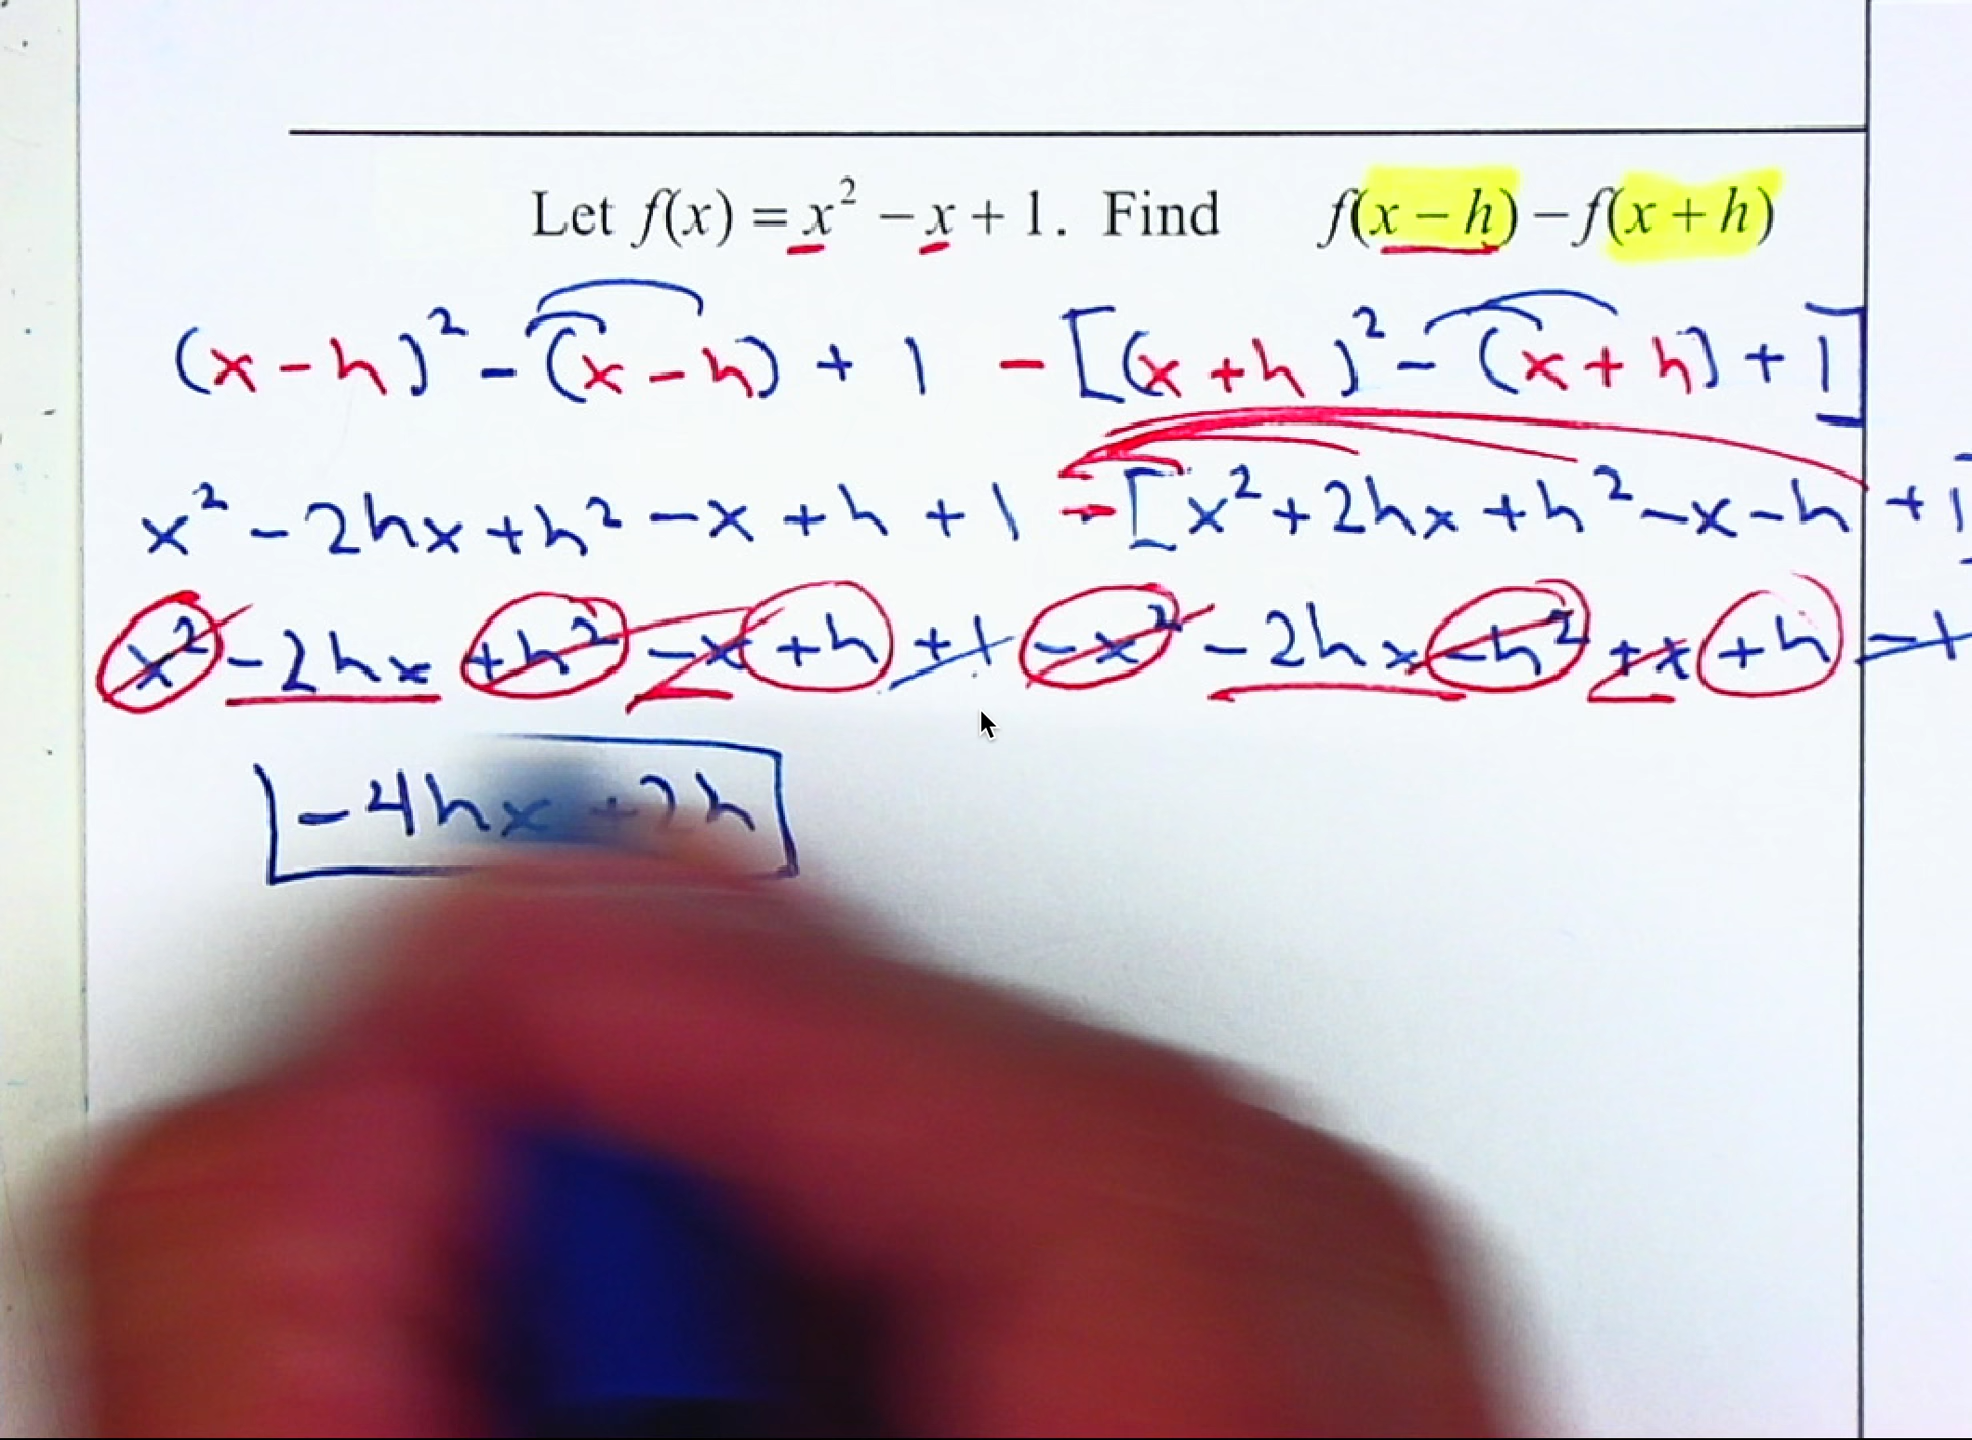 Let f(x) = x² − x + 1. Find f(x − h) − f(x + h)
(x-h)² - (x-h) + 1 - [(x+h)² - (x+h) + 1]
x² - 2hx + h² - x + h + 1 - [x² + 2hx + h² - x - h + 1]
x² - 2hx + h² - x + h + 1 - x² - 2hx - h² + x + h - 1
-4hx + 2h